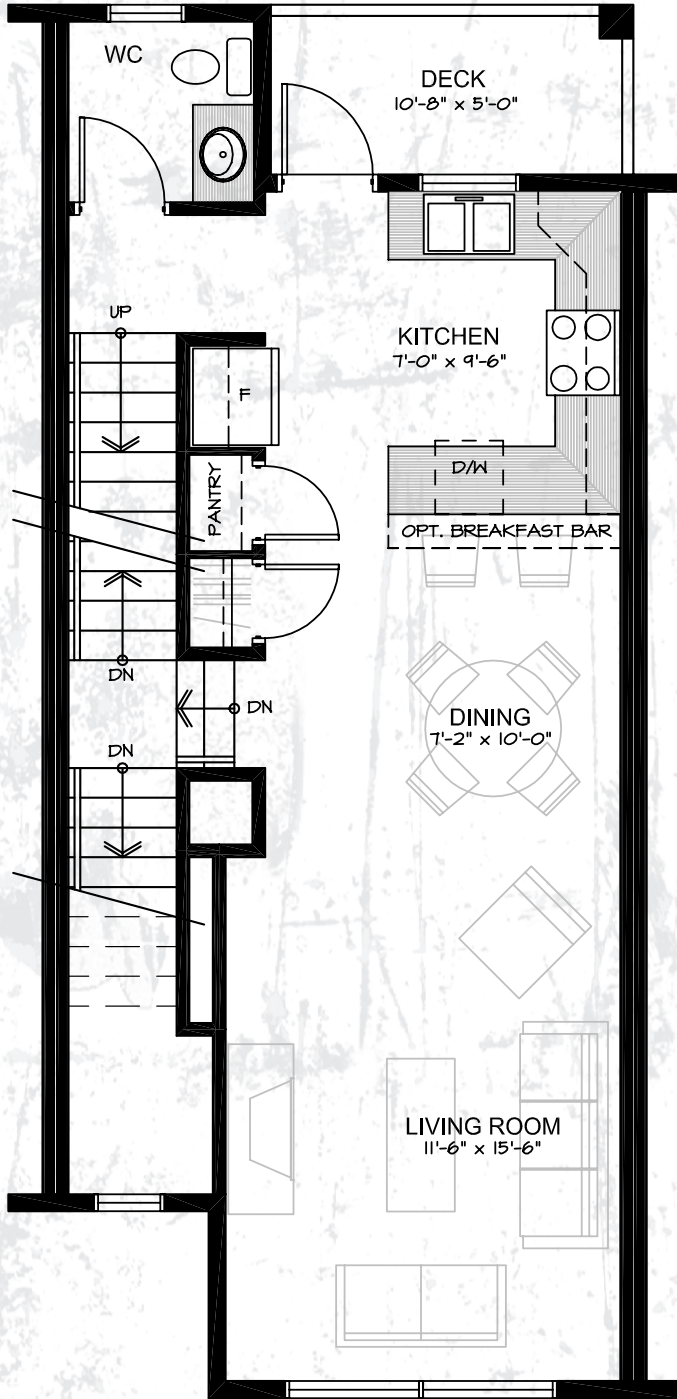 WC
DECK
10'-8" x 5'-0"
UP
KITCHEN
7'-0" x 9'-6"
F
PANTRY
D/W
OPT. BREAKFAST BAR
DN
DN
DN
DINING
7'-2" x 10'-0"
LIVING ROOM
11'-6" x 15'-6"